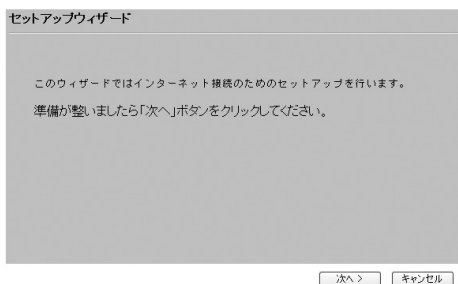 セットアップウィザード
このウィザードではインターネット接続のためのセットアップを行います。
準備が整いましたら「次へ」ボタンをクリックしてください。
次へ >
キャンセル